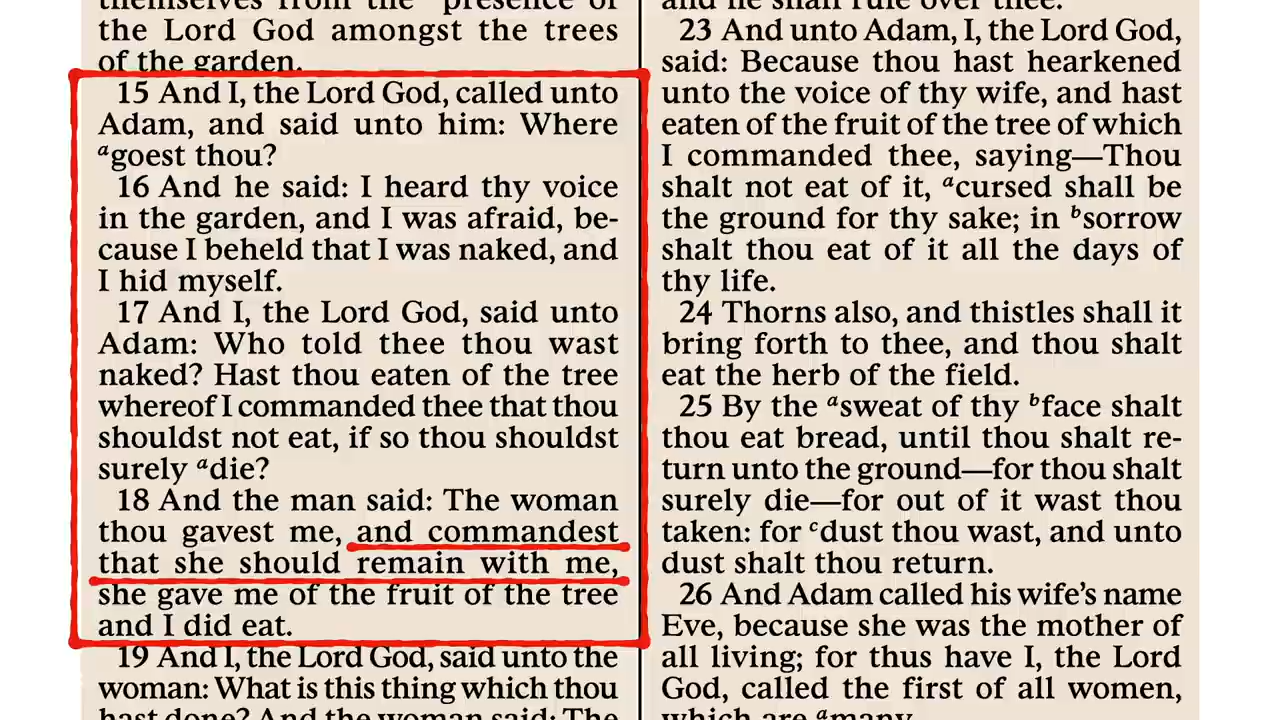 themselves from the presence of
the Lord God amongst the trees
of the garden.
15 And I, the Lord God, called unto
Adam, and said unto him: Where
ᵃgoest thou?
16 And he said: I heard thy voice
in the garden, and I was afraid, be-
cause I beheld that I was naked, and
I hid myself.
17 And I, the Lord God, said unto
Adam: Who told thee thou wast
naked? Hast thou eaten of the tree
whereof I commanded thee that thou
shouldst not eat, if so thou shouldst
surely ᵃdie?
18 And the man said: The woman
thou gavest me, and commandest
that she should remain with me,
she gave me of the fruit of the tree
and I did eat.
19 And I, the Lord God, said unto the
woman: What is this thing which thou
hast done? And the woman said: The
and he shall rule over thee.
23 And unto Adam, I, the Lord God,
said: Because thou hast hearkened
unto the voice of thy wife, and hast
eaten of the fruit of the tree of which
I commanded thee, saying—Thou
shalt not eat of it, ᵃcursed shall be
the ground for thy sake; in ᵇsorrow
shalt thou eat of it all the days of
thy life.
24 Thorns also, and thistles shall it
bring forth to thee, and thou shalt
eat the herb of the field.
25 By the ᵃsweat of thy ᵇface shalt
thou eat bread, until thou shalt re-
turn unto the ground—for thou shalt
surely die—for out of it wast thou
taken: for ᶜdust thou wast, and unto
dust shalt thou return.
26 And Adam called his wife's name
Eve, because she was the mother of
all living; for thus have I, the Lord
God, called the first of all women,
which are ᵃmany.